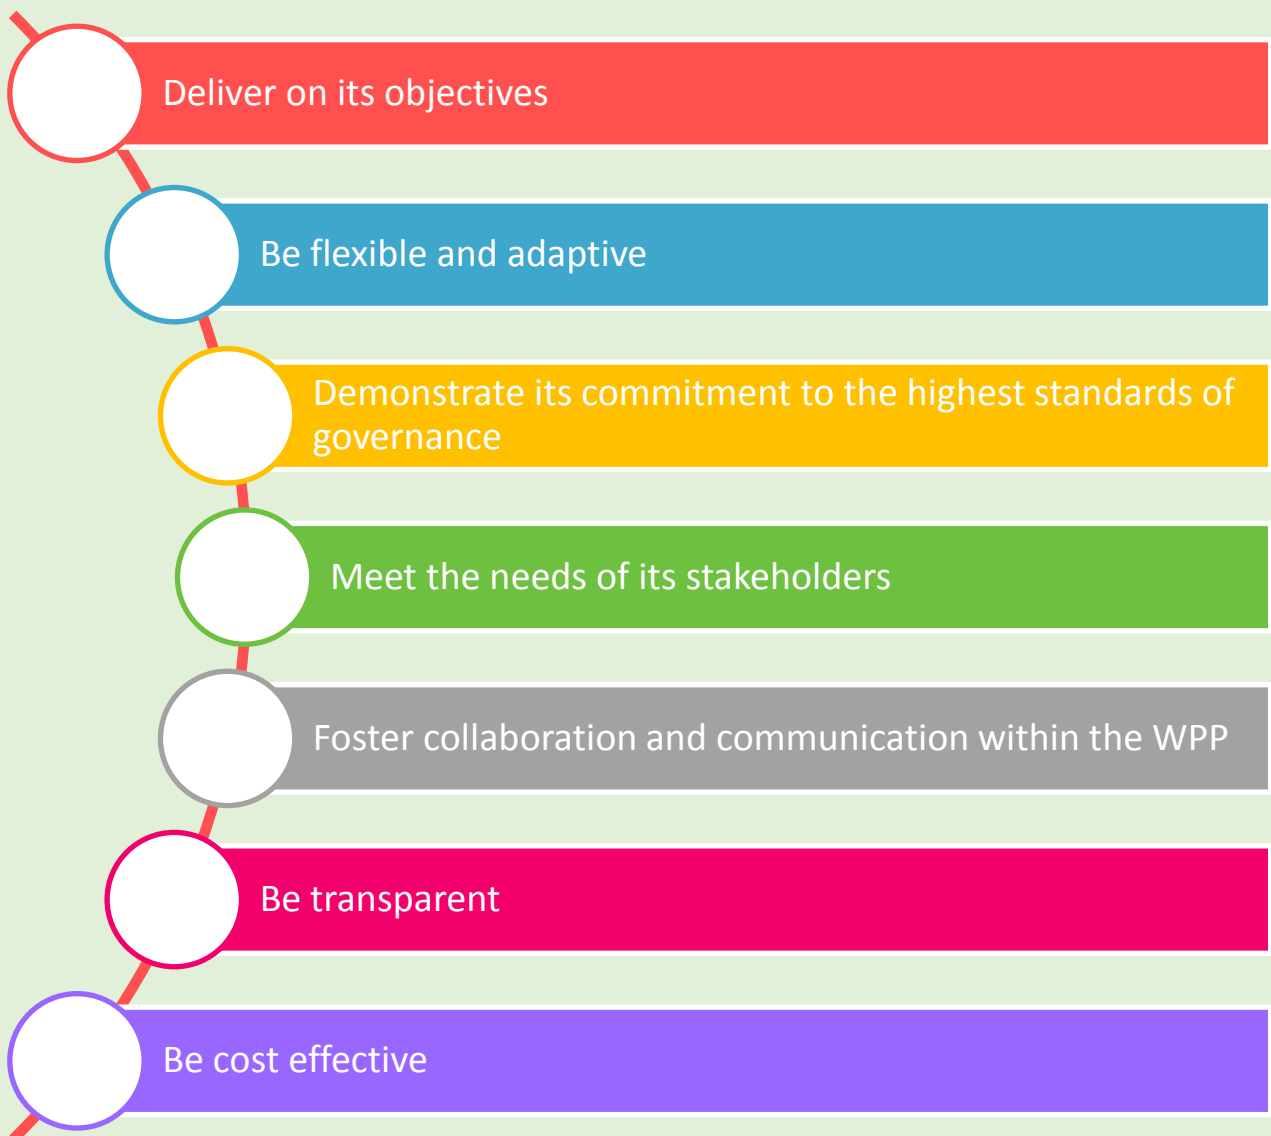 Deliver on its objectives
Be flexible and adaptive
Demonstrate its commitment to the highest standards of
governance
Meet the needs of its stakeholders
Foster collaboration and communication within the WPP
Be transparent
Be cost effective